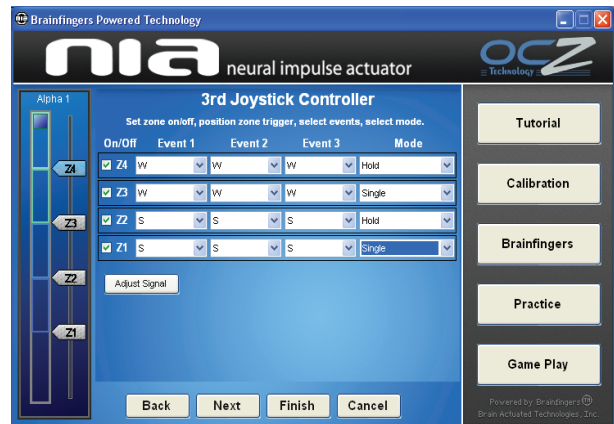 Brainfingers Powered Technology
nia neural impulse actuator
OCZ
Technology
Alpha 1
Z4
Z3
Z2
Z1
3rd Joystick Controller
Set zone on/off, position zone trigger, select events, select mode.
On/Off Event 1 Event 2 Event 3 Mode
Z4 W W W Hold
Z3 W W W Single
Z2 S S S Hold
Z1 S S S Single
Adjust Signal
Back Next Finish Cancel
Tutorial
Calibration
Brainfingers
Practice
Game Play
Powered by Brainfingers
Brain Actuated Technologies, Inc.